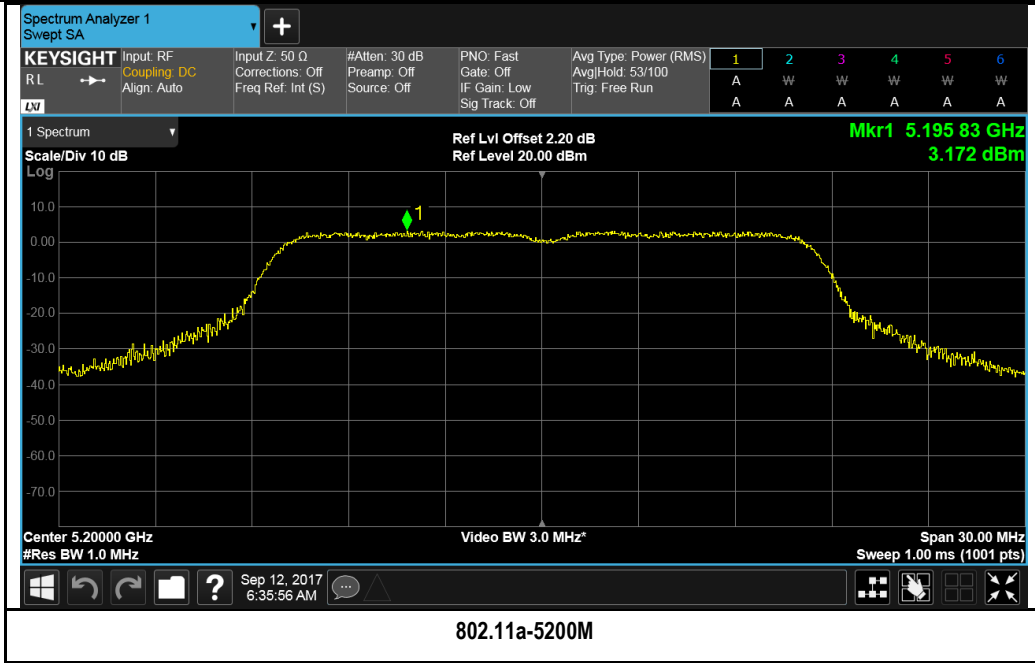 Spectrum Analyzer 1
Swept SA
+
KEYSIGHT
RL
LXI
Input: RF
Coupling: DC
Align: Auto
Input Z: 50 Ω
Corrections: Off
Freq Ref: Int (S)
#Atten: 30 dB
Preamp: Off
Source: Off
PNO: Fast
Gate: Off
IF Gain: Low
Sig Track: Off
Avg Type: Power (RMS)
Avg|Hold: 53/100
Trig: Free Run
1 2 3 4 5 6
A W W W W W
A A A A A A
1 Spectrum
Scale/Div 10 dB
Ref Lvl Offset 2.20 dB
Ref Level 20.00 dBm
Mkr1 5.195 83 GHz
3.172 dBm
Log
10.0
1
0.00
-10.0
-20.0
-30.0
-40.0
-50.0
-60.0
-70.0
Center 5.20000 GHz
#Res BW 1.0 MHz
Video BW 3.0 MHz*
Span 30.00 MHz
Sweep 1.00 ms (1001 pts)
?
Sep 12, 2017
6:35:56 AM
802.11a-5200M